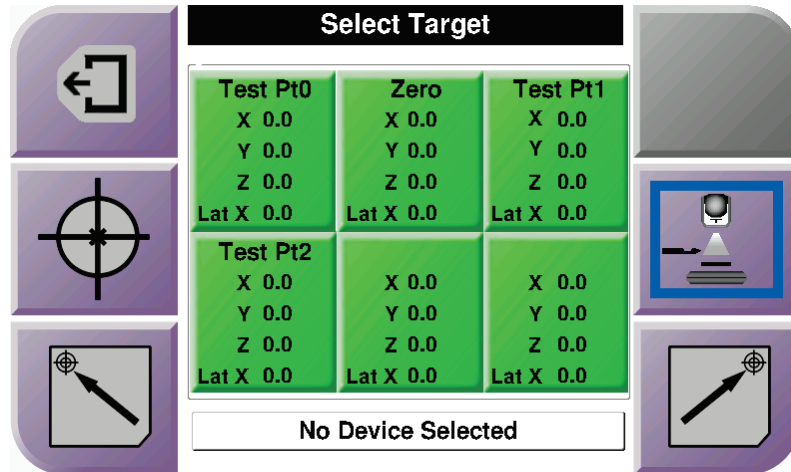 Select Target
Test Pt0 Zero Test Pt1
X 0.0 X 0.0 X 0.0
Y 0.0 Y 0.0 Y 0.0
Z 0.0 Z 0.0 Z 0.0
Lat X 0.0 Lat X 0.0 Lat X 0.0
Test Pt2
X 0.0 X 0.0 X 0.0
Y 0.0 Y 0.0 Y 0.0
Z 0.0 Z 0.0 Z 0.0
Lat X 0.0 Lat X 0.0 Lat X 0.0
No Device Selected